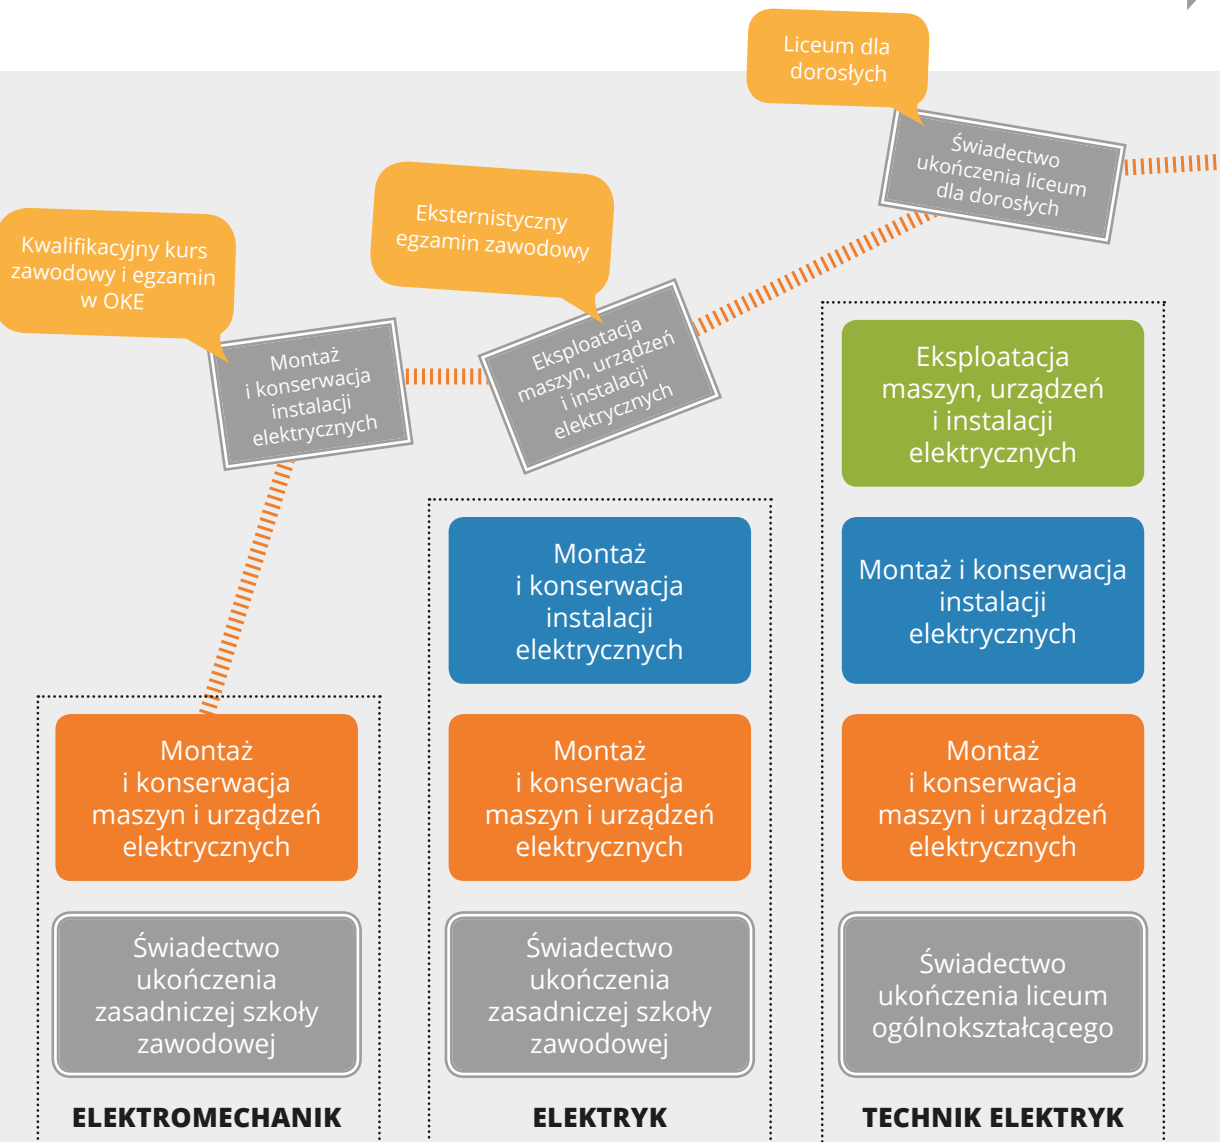 Liceum dla
dorosłych
Świadectwo
ukończenia liceum
dla dorosłych
Eksternistyczny
egzamin zawodowy
Kwalifikacyjny kurs
zawodowy i egzamin
w OKE
Montaż
i konserwacja
instalacji
elektrycznych
Eksploatacja
maszyn, urządzeń
i instalacji
elektrycznych
Montaż
i konserwacja
maszyn i urządzeń
elektrycznych
Świadectwo
ukończenia
zasadniczej szkoły
zawodowej
ELEKTROMECHANIK
Montaż
i konserwacja
instalacji
elektrycznych
Montaż
i konserwacja
maszyn i urządzeń
elektrycznych
Świadectwo
ukończenia
zasadniczej szkoły
zawodowej
ELEKTRYK
Eksploatacja
maszyn, urządzeń
i instalacji
elektrycznych
Montaż i konserwacja
instalacji
elektrycznych
Montaż
i konserwacja
maszyn i urządzeń
elektrycznych
Świadectwo
ukończenia liceum
ogólnokształcącego
TECHNIK ELEKTRYK